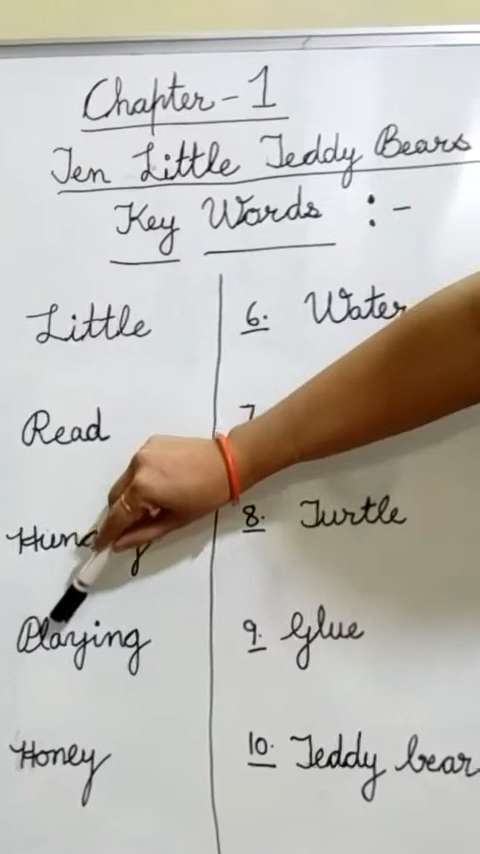 Chapter - 1
Ten Little Teddy Bears
Key Words :-
Little
Read
Playing
Honey
6. Water
7.
8. Turtle
9. Glue
10. Teddy bear